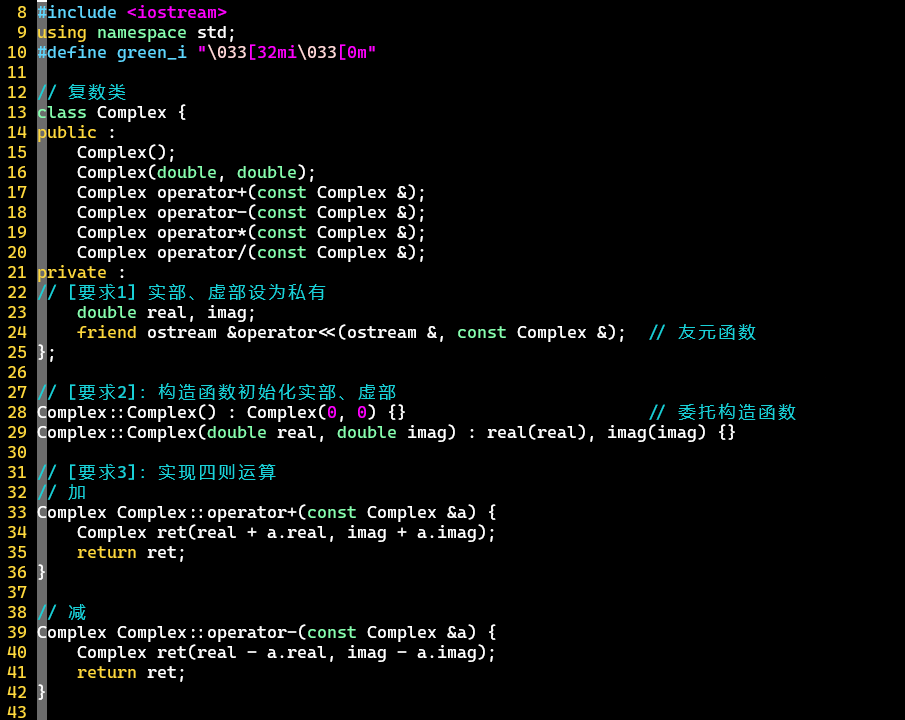 8 #include <iostream>
9 using namespace std;
10 #define green_i "\033[32mi\033[0m"
11
12 // 复数类
13 class Complex {
14 public :
15     Complex();
16     Complex(double, double);
17     Complex operator+(const Complex &);
18     Complex operator-(const Complex &);
19     Complex operator*(const Complex &);
20     Complex operator/(const Complex &);
21 private :
22 // [要求1] 实部、虚部设为私有
23     double real, imag;
24     friend ostream &operator<<(ostream &, const Complex &);  // 友元函数
25 };
26
27 // [要求2]: 构造函数初始化实部、虚部
28 Complex::Complex() : Complex(0, 0) {}                        // 委托构造函数
29 Complex::Complex(double real, double imag) : real(real), imag(imag) {}
30
31 // [要求3]: 实现四则运算
32 // 加
33 Complex Complex::operator+(const Complex &a) {
34     Complex ret(real + a.real, imag + a.imag);
35     return ret;
36 }
37
38 // 减
39 Complex Complex::operator-(const Complex &a) {
40     Complex ret(real - a.real, imag - a.imag);
41     return ret;
42 }
43